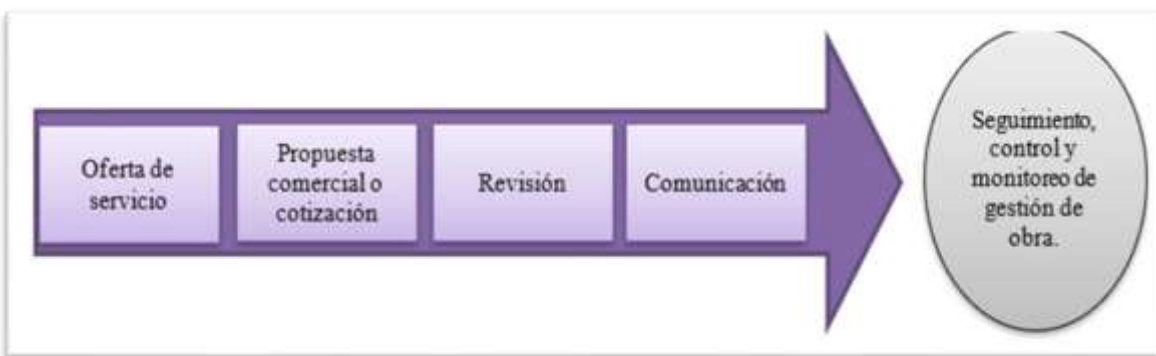 Oferta de
servicio
Propuesta
comercial o
cotización
Revisión
Comunicación
Seguimiento,
control y
monitoreo de
gestión de
obra.